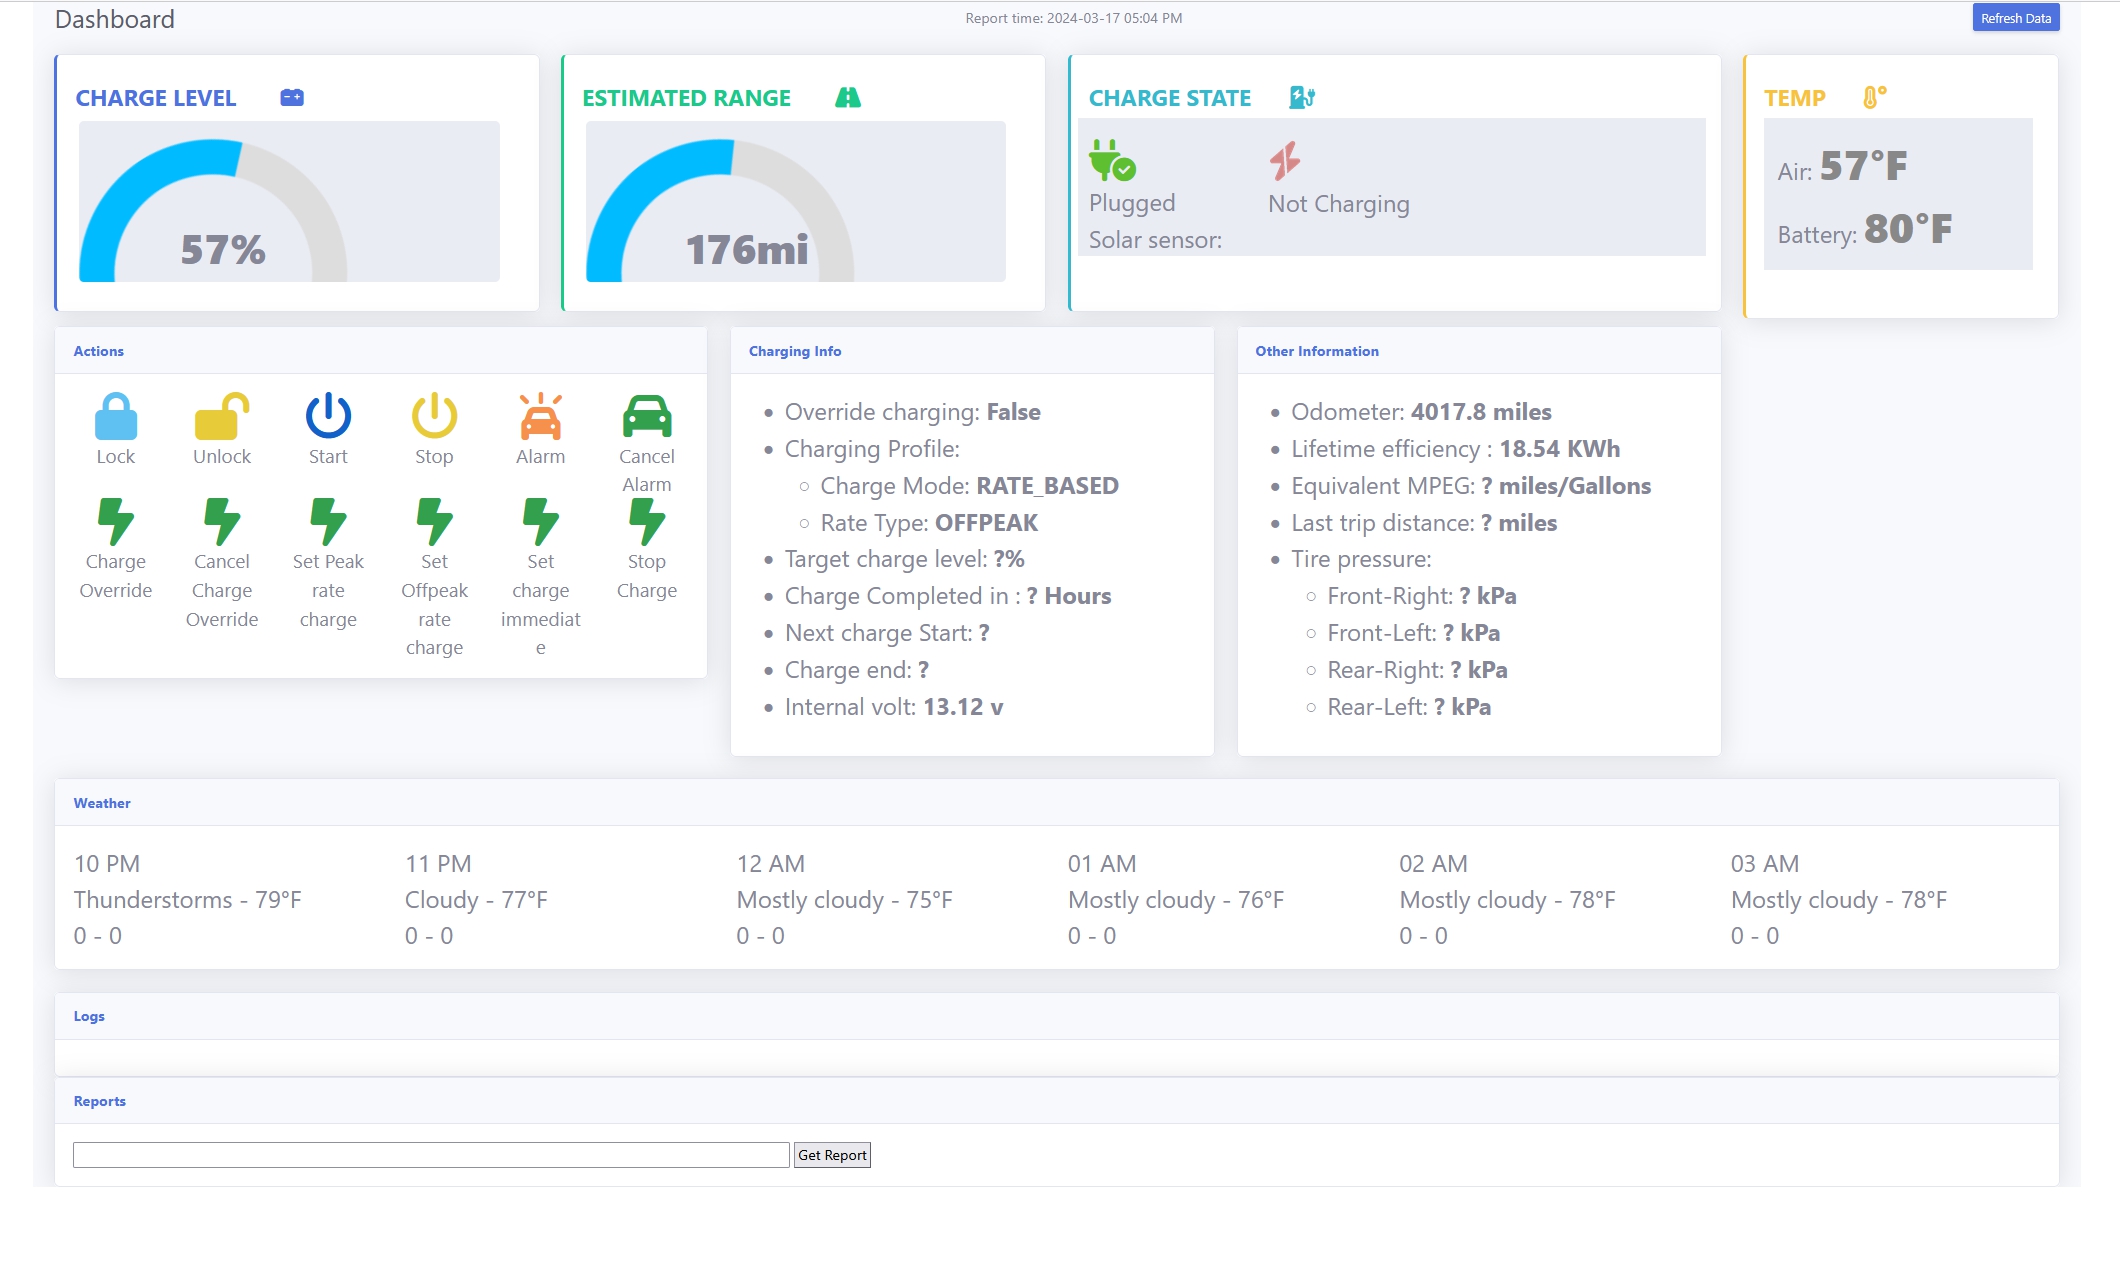 Dashboard
Report time: 2024-03-17 05:04 PM
Refresh Data
CHARGE LEVEL
57%
ESTIMATED RANGE
176mi
CHARGE STATE
Plugged
Not Charging
Solar sensor:
TEMP
Air: 57°F
Battery: 80°F
Actions
Lock
Unlock
Start
Stop
Alarm
Cancel
Alarm
Charge
Override
Cancel
Charge
Override
Set Peak
rate
charge
Set
Offpeak
rate
charge
Set
charge
immediat
e
Stop
Charge
Charging Info
Override charging: False
Charging Profile:
Charge Mode: RATE_BASED
Rate Type: OFFPEAK
Target charge level: ?%
Charge Completed in : ? Hours
Next charge Start: ?
Charge end: ?
Internal volt: 13.12 v
Other Information
Odometer: 4017.8 miles
Lifetime efficiency : 18.54 KWh
Equivalent MPEG: ? miles/Gallons
Last trip distance: ? miles
Tire pressure:
Front-Right: ? kPa
Front-Left: ? kPa
Rear-Right: ? kPa
Rear-Left: ? kPa
Weather
10 PM
Thunderstorms - 79°F
0 - 0
11 PM
Cloudy - 77°F
0 - 0
12 AM
Mostly cloudy - 75°F
0 - 0
01 AM
Mostly cloudy - 76°F
0 - 0
02 AM
Mostly cloudy - 78°F
0 - 0
03 AM
Mostly cloudy - 78°F
0 - 0
Logs
Reports
Get Report